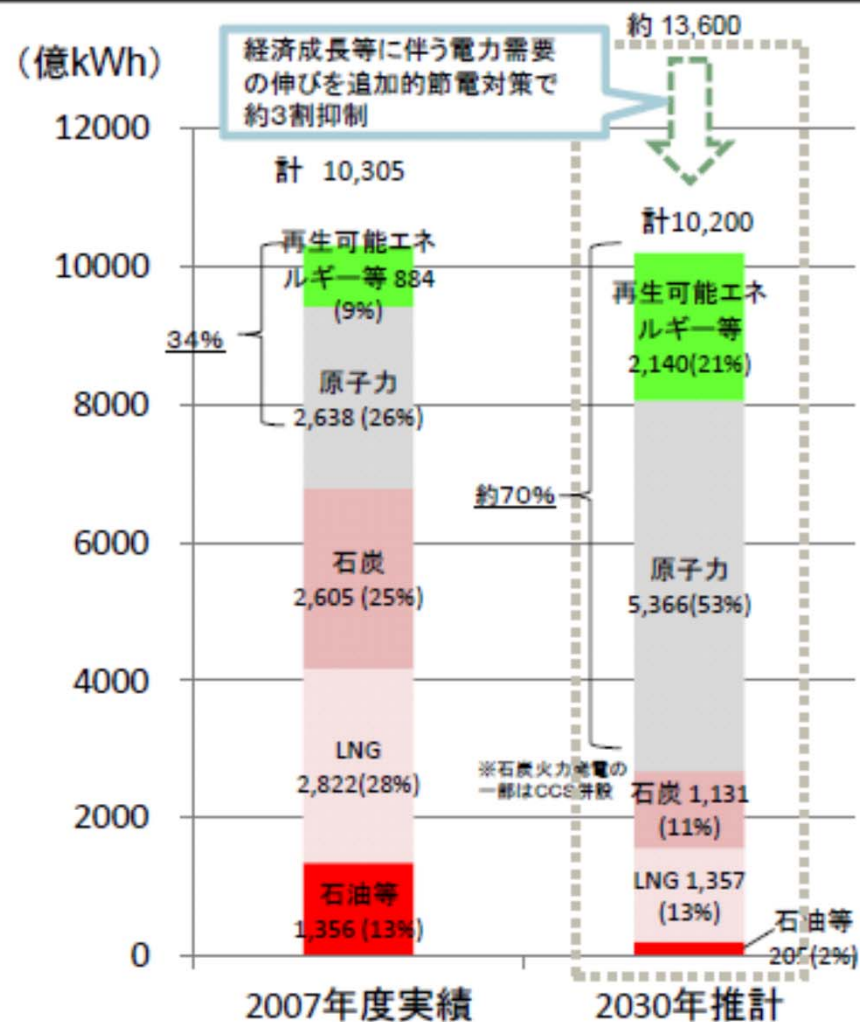 約 13,600
（億kWh）
経済成長等に伴う電力需要
の伸びを追加的節電対策で
約3割抑制
12000
10000
8000
6000
4000
2000
0
計 10,305
再生可能エネ
ルギー等 884
(9%)
34%
原子力
2,638 (26%)
石炭
2,605 (25%)
LNG
2,822(28%)
石油等
1,356 (13%)
計10,200
再生可能エネ
ルギー等
2,140(21%)
約70%
原子力
5,366(53%)
※石炭火力発電の
一部はCCS併設
石炭 1,131
(11%)
LNG 1,357
(13%)
石油等
205(2%)
2007年度実績
2030年推計